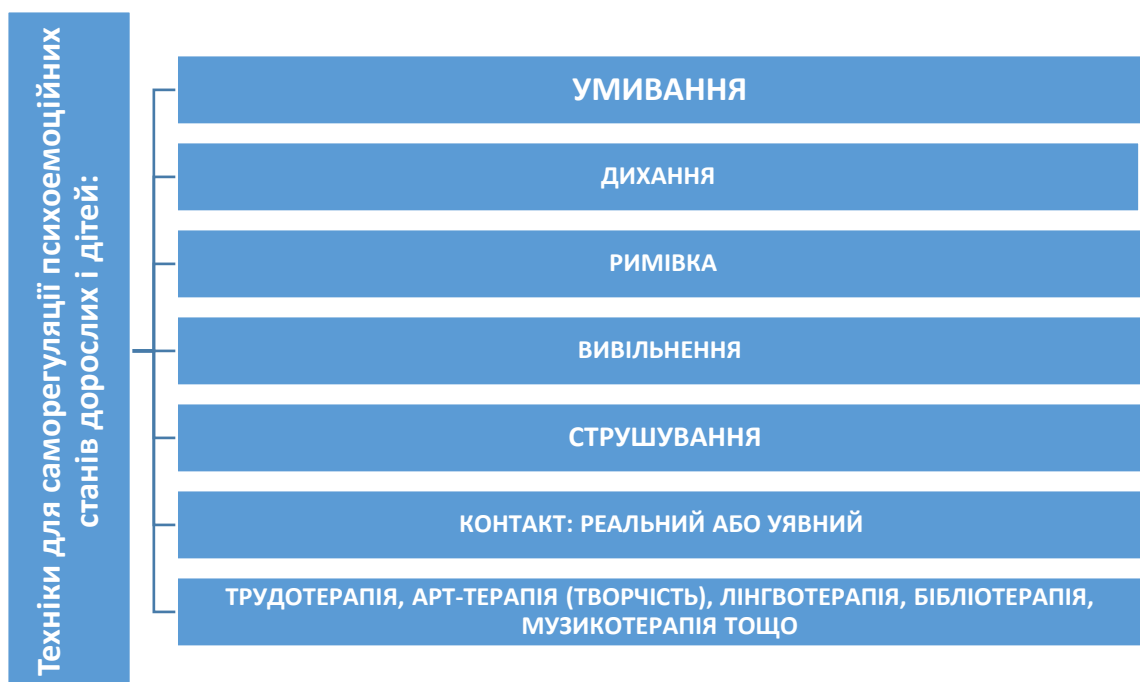 Техніки для саморегуляції психоемоційних
станів дорослих і дітей:
УМИВАННЯ
ДИХАННЯ
РИМІВКА
ВИВІЛЬНЕННЯ
СТРУШУВАННЯ
КОНТАКТ: РЕАЛЬНИЙ АБО УЯВНИЙ
ТРУДОТЕРАПІЯ, АРТ-ТЕРАПІЯ (ТВОРЧІСТЬ), ЛІНГВОТЕРАПІЯ, БІБЛІОТЕРАПІЯ,
МУЗИКОТЕРАПІЯ ТОЩО